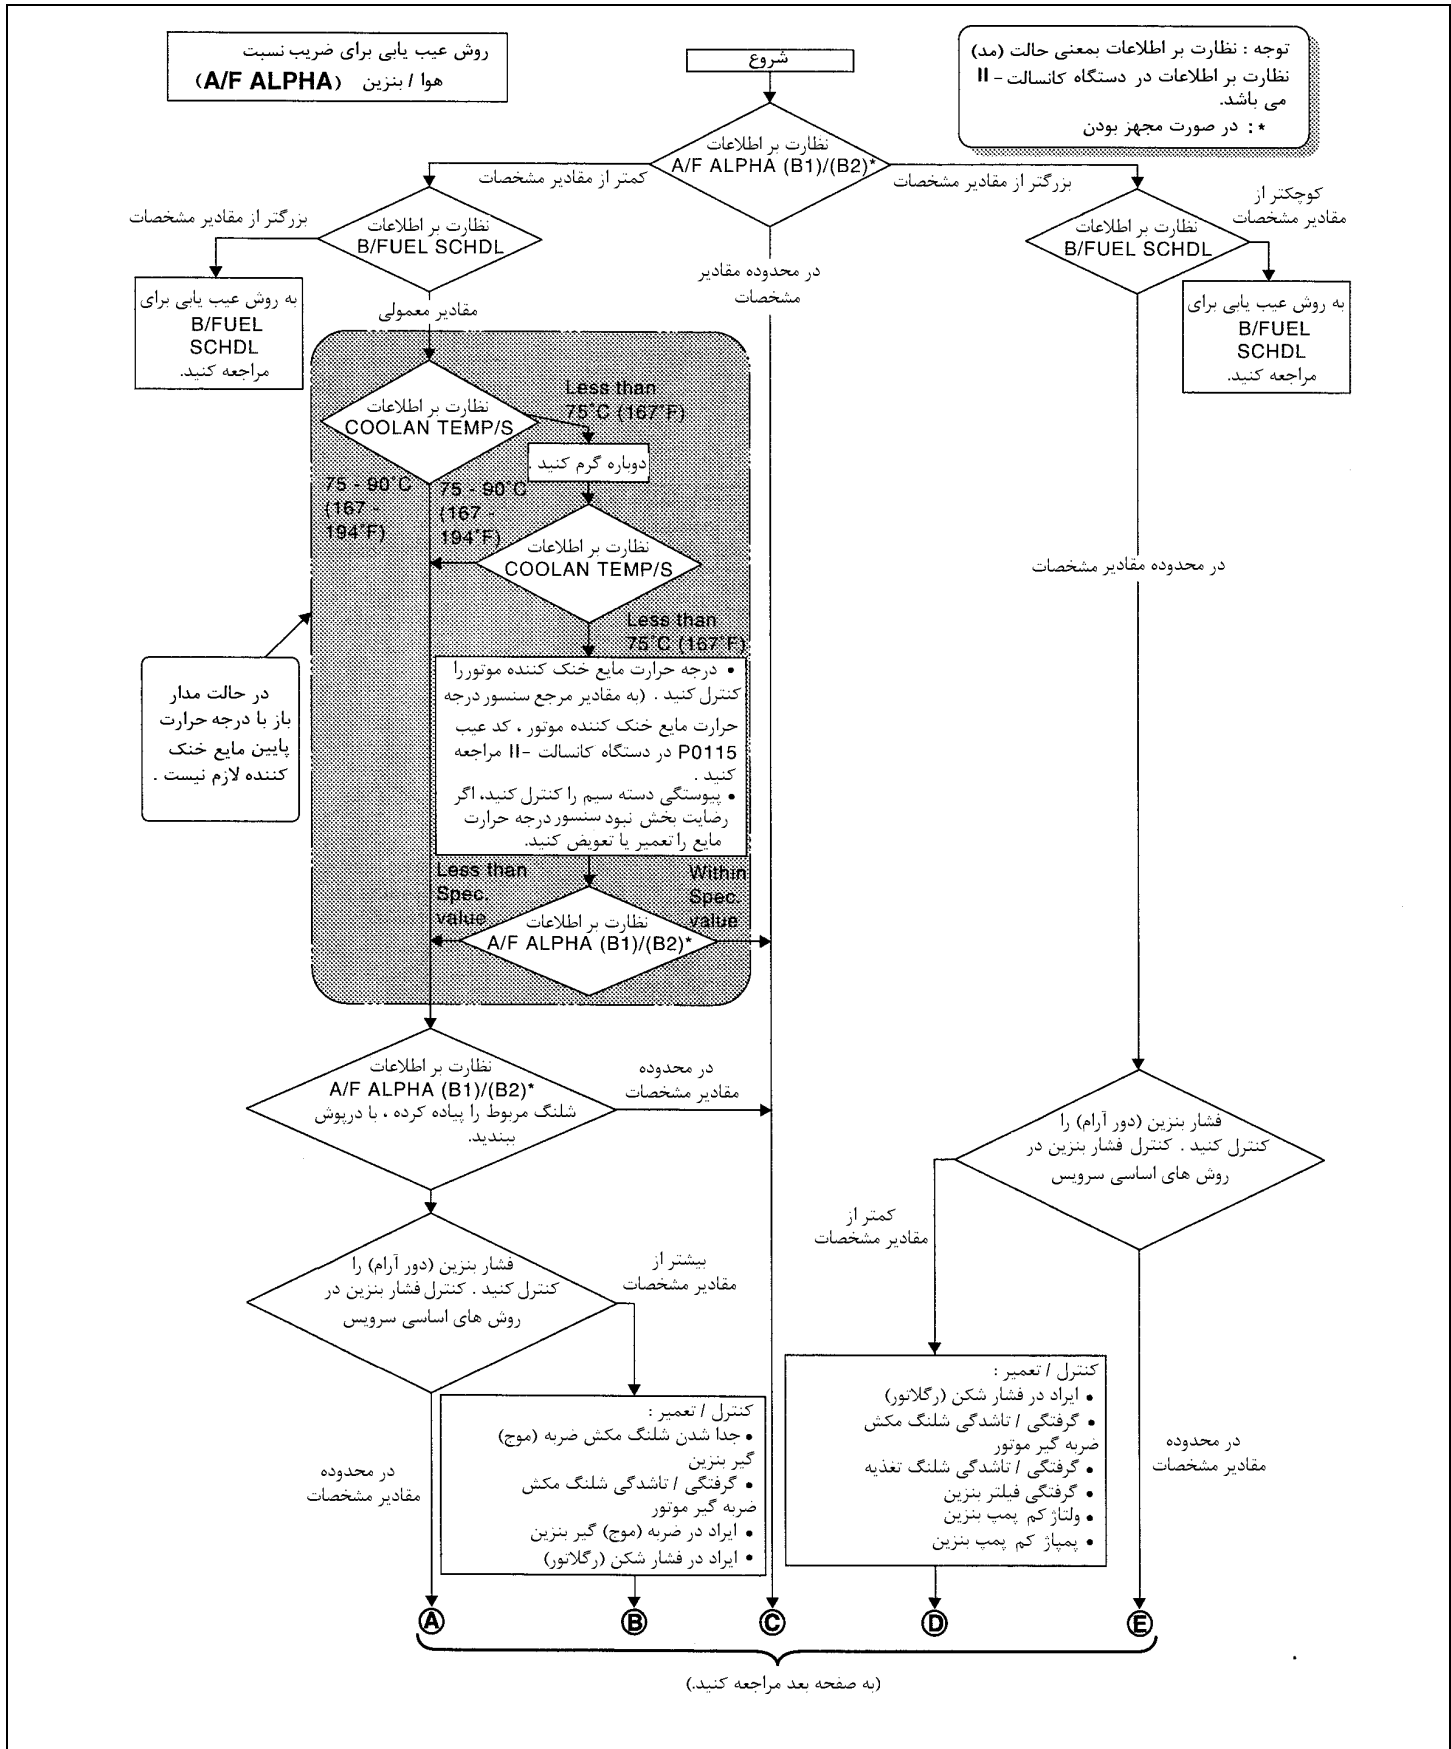 روش عیب یابی برای ضریب نسبت
هوا / بنزین (A/F ALPHA)
شروع
توجه : نظارت بر اطلاعات بمعنی حالت (مد)
نظارت بر اطلاعات در دستگاه کانسالت - II
می باشد.
* : در صورت مجهز بودن
نظارت بر اطلاعات
A/F ALPHA (B1)/(B2)*
کمتر از مقادیر مشخصات
بزرگتر از مقادیر مشخصات
در محدوده مقادیر
مشخصات
نظارت بر اطلاعات
B/FUEL SCHDL
بزرگتر از مقادیر مشخصات
به روش عیب یابی برای
B/FUEL
SCHDL
مراجعه کنید.
مقادیر معمولی
نظارت بر اطلاعات
B/FUEL SCHDL
کوچکتر از
مقادیر مشخصات
به روش عیب یابی برای
B/FUEL
SCHDL
مراجعه کنید.
نظارت بر اطلاعات
COOLAN TEMP/S
Less than
75°C (167°F)
دوباره گرم کنید .
75 - 90°C
(167 -
194°F)
75 - 90°C
(167 -
194°F)
نظارت بر اطلاعات
COOLAN TEMP/S
Less than
75°C (167°F)
در محدوده مقادیر مشخصات
در حالت مدار
باز با درجه حرارت
پایین مایع خنک
کننده لازم نیست .
• درجه حرارت مایع خنک کننده موتوررا
کنترل کنید . (به مقادیر مرجع سنسور درجه
حرارت مایع خنک کننده موتور ، کد عیب
P0115 در دستگاه کانسالت -II مراجعه
کنید .
• پیوستگی دسته سیم را کنترل کنید، اگر
رضایت بخش نبود سنسور درجه حرارت
مایع را تعمیر یا تعویض کنید.
Less than
Spec.
value
Within
Spec.
value
نظارت بر اطلاعات
A/F ALPHA (B1)/(B2)*
نظارت بر اطلاعات
A/F ALPHA (B1)/(B2)*
شلنگ مربوط را پیاده کرده ، با درپوش
ببندید.
در محدوده
مقادیر مشخصات
فشار بنزین (دور آرام) را
کنترل کنید . کنترل فشار بنزین در
روش های اساسی سرویس
کمتر از
مقادیر مشخصات
فشار بنزین (دور آرام) را
کنترل کنید . کنترل فشار بنزین در
روش های اساسی سرویس
بیشتر از
مقادیر مشخصات
کنترل / تعمیر :
• ایراد در فشار شکن (رگلاتور)
• گرفتگی / تاشدگی شلنگ مکش
ضربه گیر موتور
• گرفتگی / تاشدگی شلنگ تغذیه
• گرفتگی فیلتر بنزین
• ولتاژ کم پمپ بنزین
• پمپاژ کم پمپ بنزین
کنترل / تعمیر :
• جدا شدن شلنگ مکش ضربه (موج)
گیر بنزین
• گرفتگی / تاشدگی شلنگ مکش
ضربه گیر موتور
• ایراد در ضربه (موج) گیر بنزین
• ایراد در فشار شکن (رگلاتور)
در محدوده
مقادیر مشخصات
در محدوده
مقادیر مشخصات
A B C D E
(به صفحه بعد مراجعه کنید.)